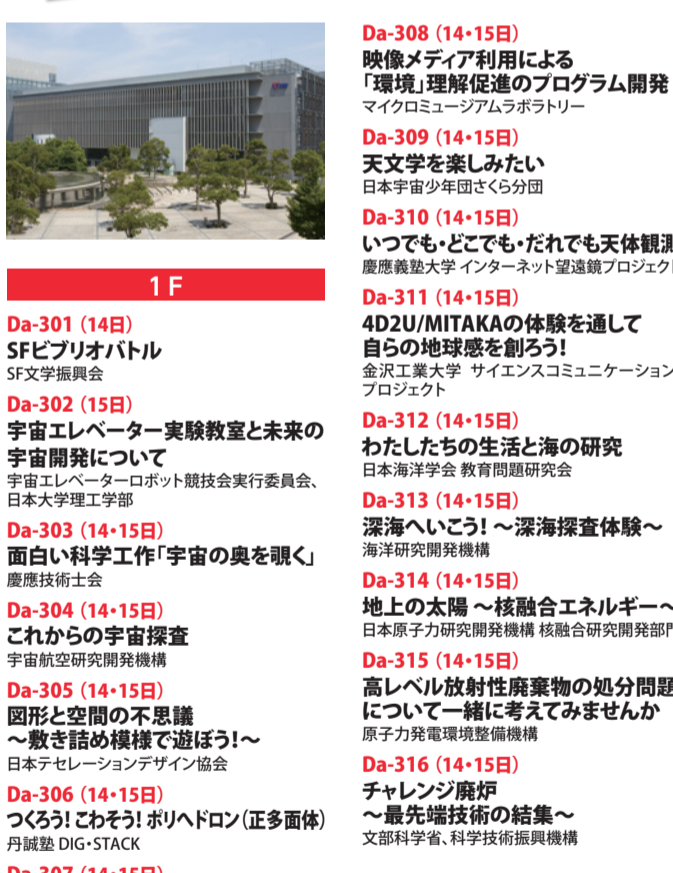 1F
Da-301（14日）
SFビブリオバトル
SF文学振興会
Da-302（15日）
宇宙エレベーター実験教室と未来の
宇宙開発について
宇宙エレベーターロボット競技会実行委員会、
日本大学理工学部
Da-303（14・15日）
面白い科学工作「宇宙の奥を覗く」
慶應技術士会
Da-304（14・15日）
これからの宇宙探査
宇宙航空研究開発機構
Da-305（14・15日）
図形と空間の不思議
〜敷き詰め模様で遊ぼう！〜
日本テセレーションデザイン協会
Da-306（14・15日）
つくろう！こわそう！ポリヘドロン（正多面体）
丹誠塾 DIG・STACK
Da-307（14・15日）
Da-308（14・15日）
映像メディア利用による
「環境」理解促進のプログラム開発
マイクロミュージアムラボラトリー
Da-309（14・15日）
天文学を楽しみたい
日本宇宙少年団さくら分団
Da-310（14・15日）
いつでも・どこでも・だれでも天体観測
慶應義塾大学 インターネット望遠鏡プロジェクト
Da-311（14・15日）
4D2U/MITAKAの体験を通して
自らの地球感を創ろう！
金沢工業大学 サイエンスコミュニケーション
プロジェクト
Da-312（14・15日）
わたしたちの生活と海の研究
日本海洋学会 教育問題研究会
Da-313（14・15日）
深海へいこう！〜深海探査体験〜
海洋研究開発機構
Da-314（14・15日）
地上の太陽 〜核融合エネルギー〜
日本原子力研究開発機構 核融合研究開発部門
Da-315（14・15日）
高レベル放射性廃棄物の処分問題
について一緒に考えてみませんか
原子力発電環境整備機構
Da-316（14・15日）
チャレンジ廃炉
〜最先端技術の結集〜
文部科学省、科学技術振興機構